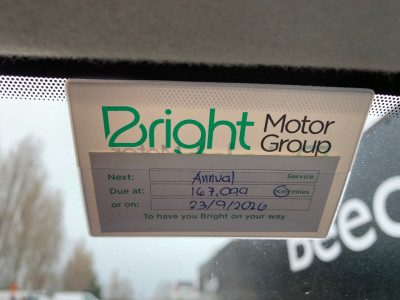 Bright Motor Group
Next: Annual Service
Due at: 167,099 Km/miles
or on: 23/9/2026
To have you Bright on your way
Beec